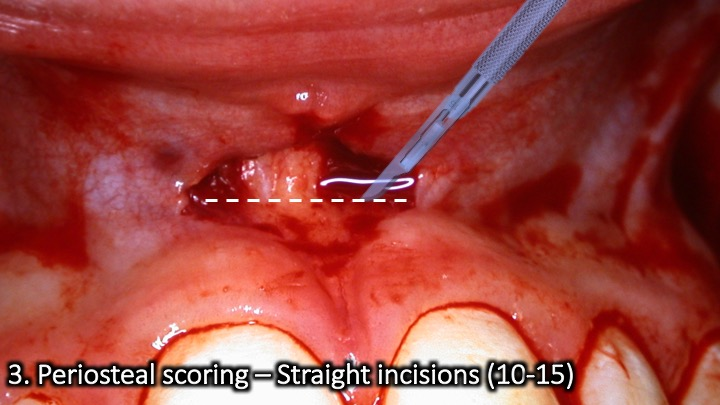 3. Periosteal scoring – Straight incisions (10-15)